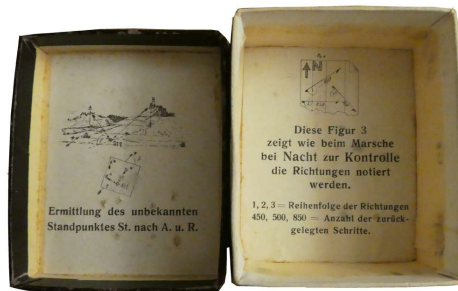 Ermittlung des unbekannten
Standpunktes St. nach A. u. R.
N
Diese Figur 3
zeigt wie beim Marsche
bei Nacht zur Kontrolle
die Richtungen notiert
werden.
1, 2, 3 = Reihenfolge der Richtungen
450, 500, 850 = Anzahl der zurück-
gelegten Schritte.